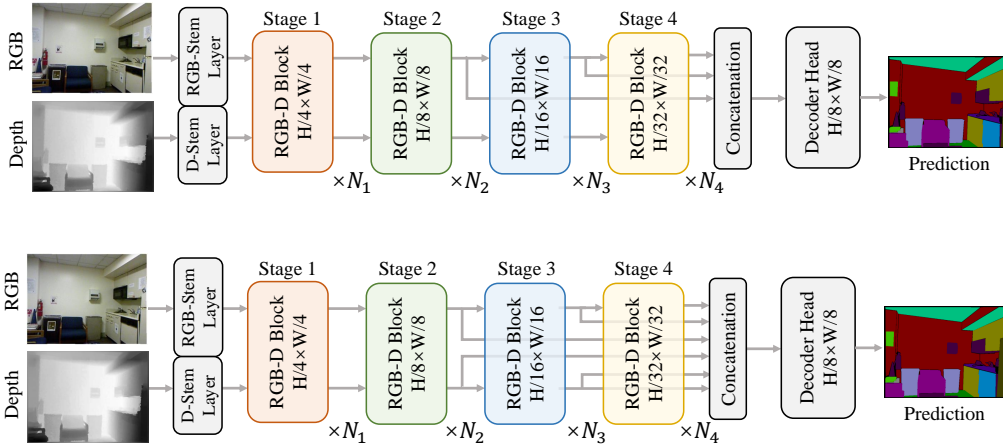 RGB
Depth
RGB-Stem
Layer
D-Stem
Layer
Stage 1
RGB-D Block
H/4×W/4
×N₁
Stage 2
RGB-D Block
H/8×W/8
×N₂
Stage 3
RGB-D Block
H/16×W/16
×N₃
Stage 4
RGB-D Block
H/32×W/32
×N₄
Concatenation
Decoder Head
H/8×W/8
Prediction
RGB
Depth
RGB-Stem
Layer
D-Stem
Layer
Stage 1
RGB-D Block
H/4×W/4
×N₁
Stage 2
RGB-D Block
H/8×W/8
×N₂
Stage 3
RGB-D Block
H/16×W/16
×N₃
Stage 4
RGB-D Block
H/32×W/32
×N₄
Concatenation
Decoder Head
H/8×W/8
Prediction